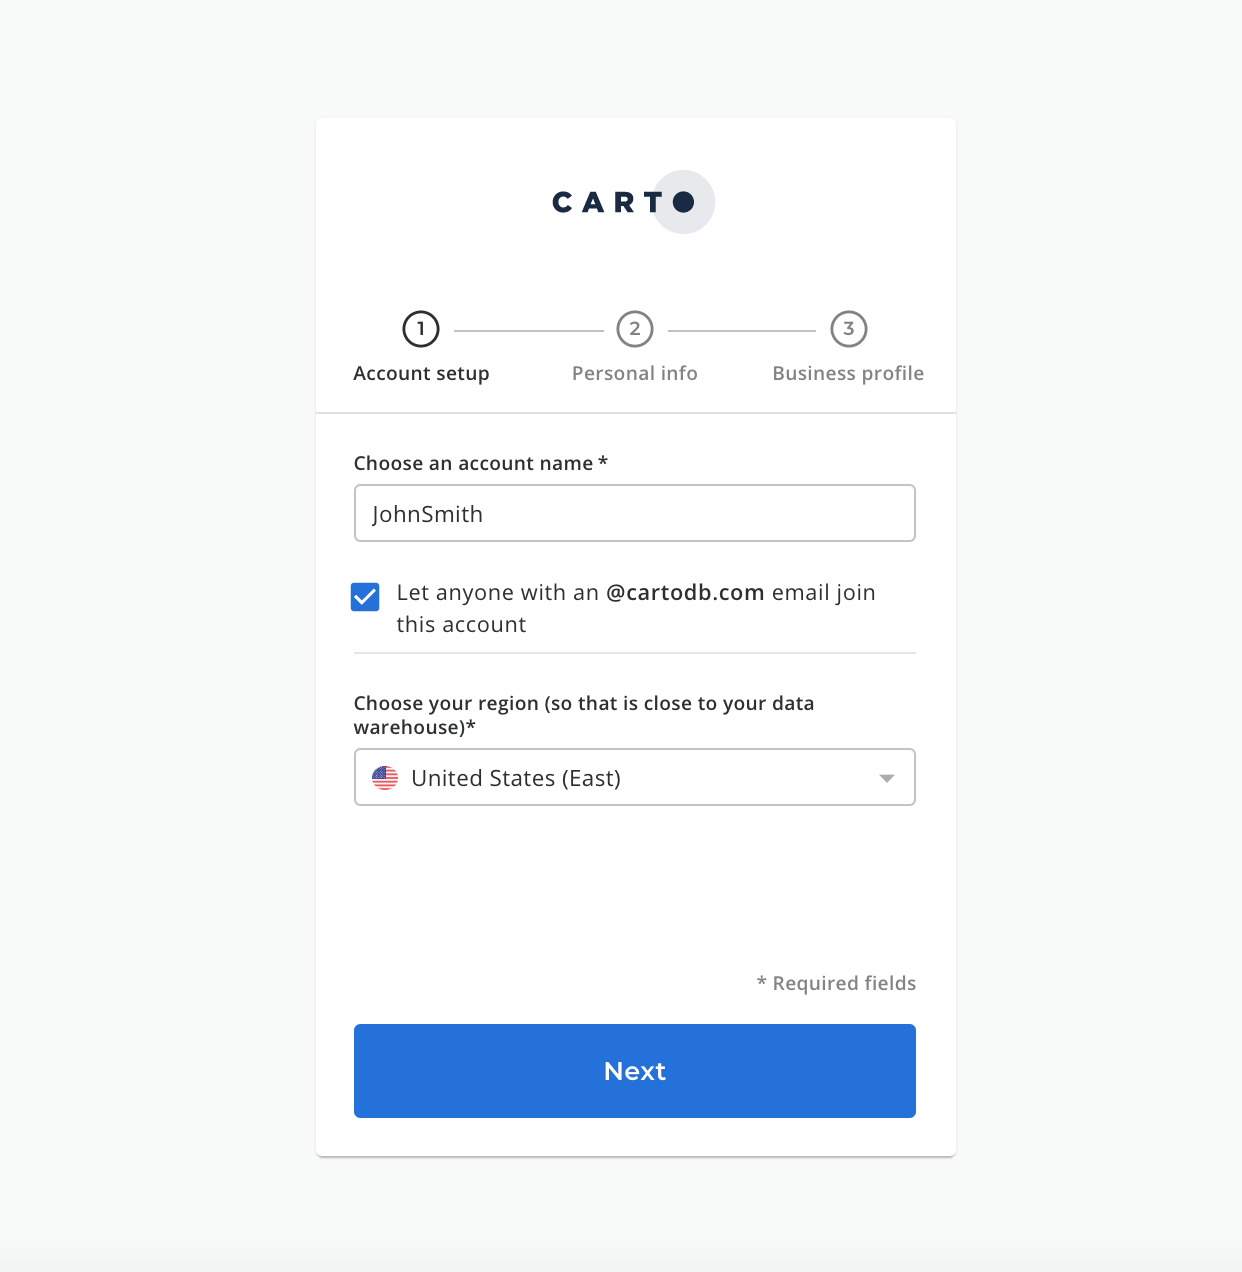 CARTO
1
2
3
Account setup
Personal info
Business profile
Choose an account name *
JohnSmith
Let anyone with an @cartodb.com email join
this account
Choose your region (so that is close to your data
warehouse)*
United States (East)
* Required fields
Next